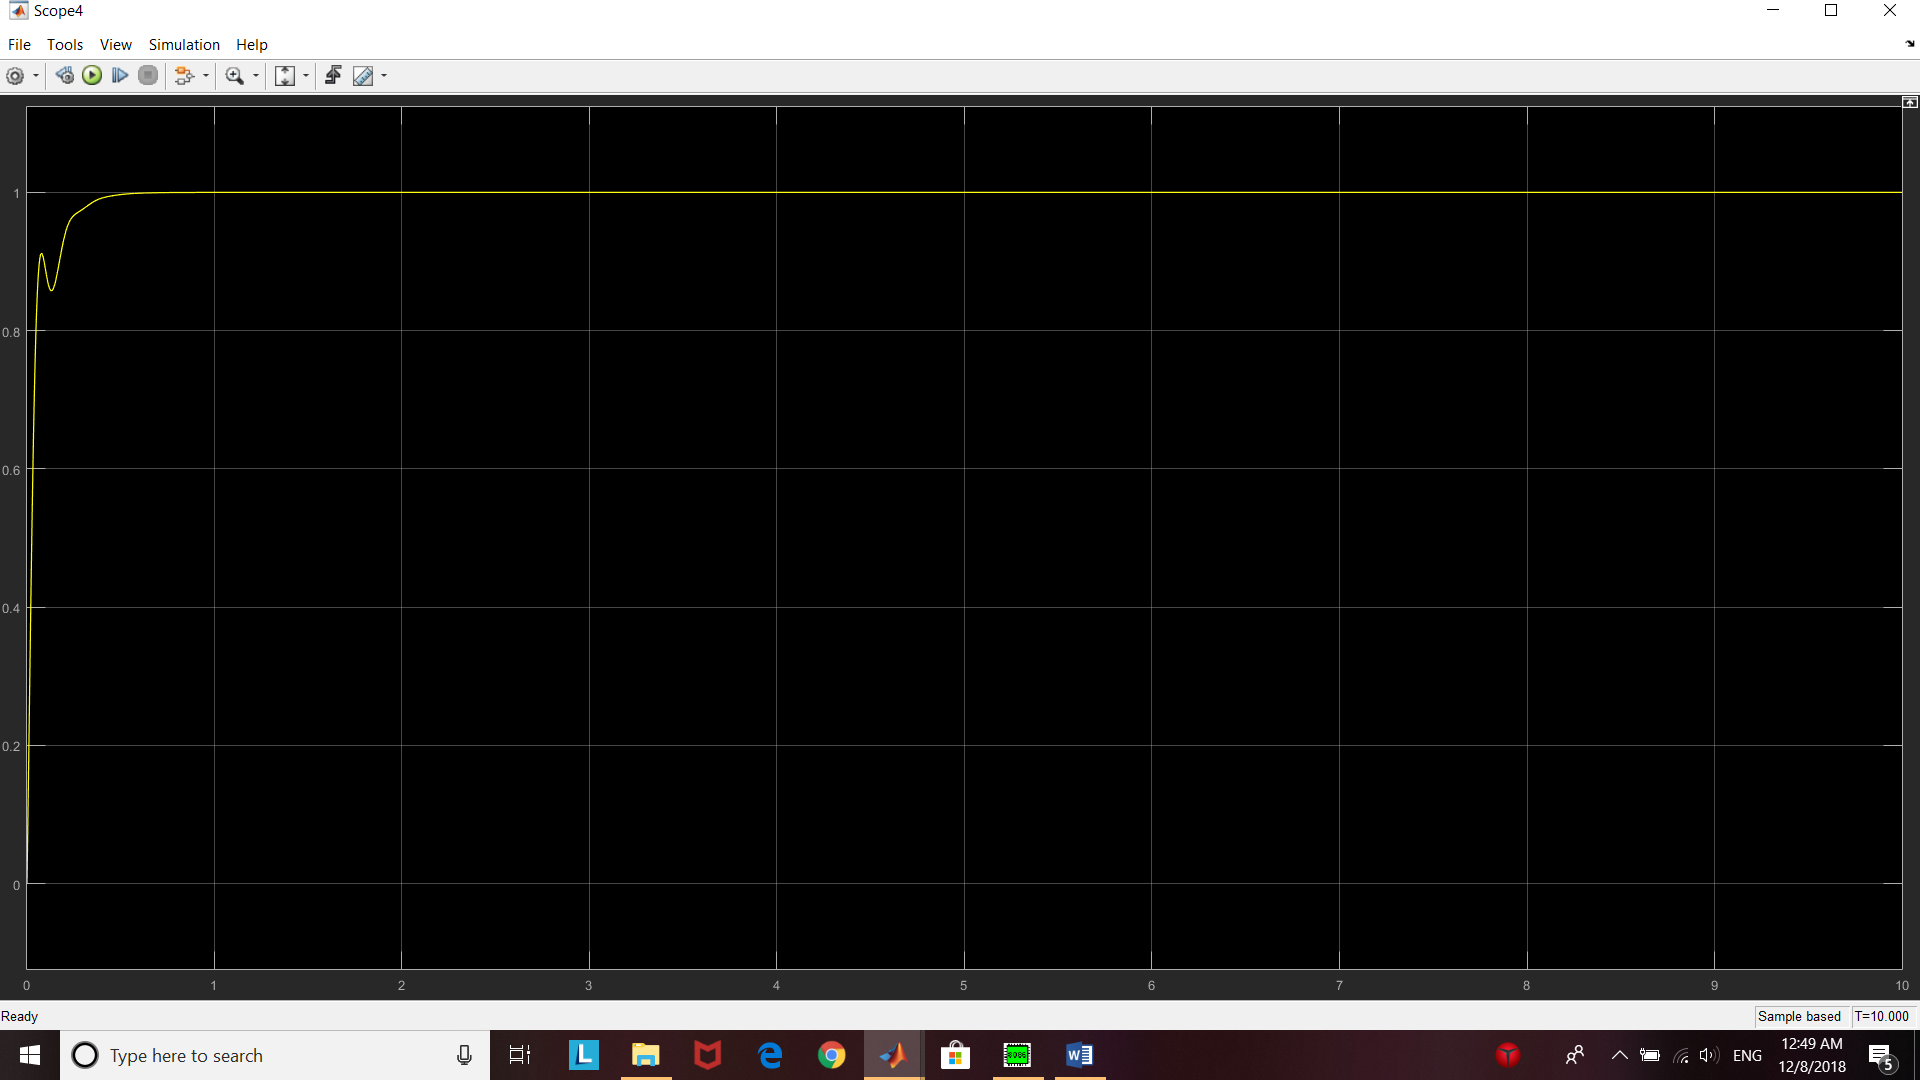 Scope4
File Tools View Simulation Help
1
0.8
0.6
0.4
0.2
0
0 1 2 3 4 5 6 7 8 9 10
Ready
Sample based T=10.000
Type here to search
L
8086
W
ENG
12:49 AM
12/8/2018
5